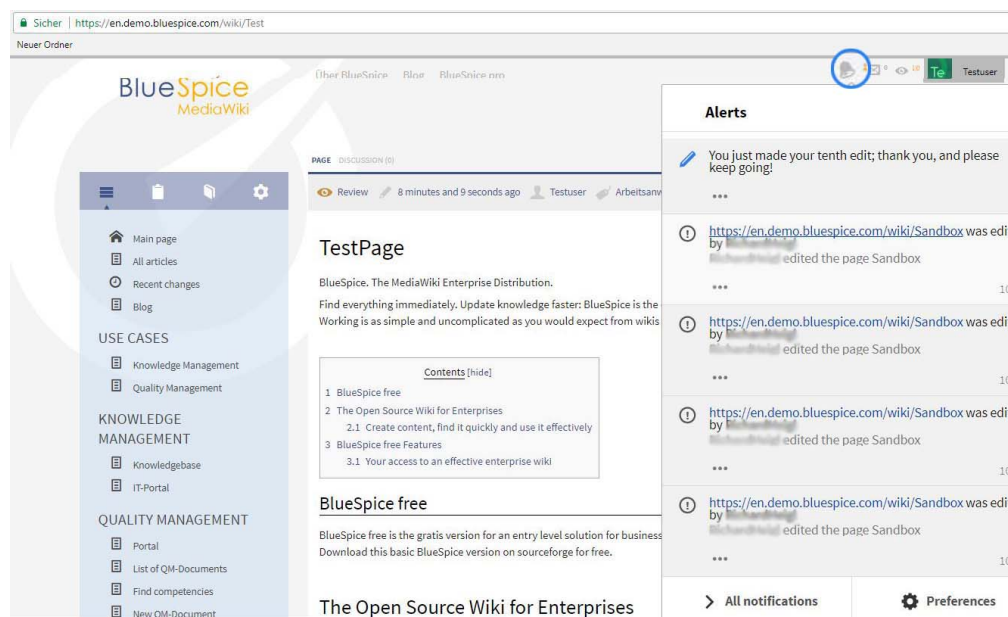 Sicher https://en.demo.bluespice.com/wiki/Test
Neuer Ordner
BlueSpice
MediaWiki
Über BlueSpice Blog BlueSpice pro
10 Te Testuser
PAGE DISCUSSION (0)
Review 8 minutes and 9 seconds ago Testuser Arbeitsanw
Main page
All articles
Recent changes
Blog
USE CASES
Knowledge Management
Quality Management
KNOWLEDGE
MANAGEMENT
Knowledgebase
IT-Portal
QUALITY MANAGEMENT
Portal
List of QM-Documents
Find competencies
New QM-Document
TestPage
BlueSpice. The MediaWiki Enterprise Distribution.
Find everything immediately. Update knowledge faster: BlueSpice is the
Working is as simple and uncomplicated as you would expect from wikis
Contents [hide]
1 BlueSpice free
2 The Open Source Wiki for Enterprises
2.1 Create content, find it quickly and use it effectively
3 BlueSpice free Features
3.1 Your access to an effective enterprise wiki
BlueSpice free
BlueSpice free is the gratis version for an entry level solution for business
Download this basic BlueSpice version on sourceforge for free.
The Open Source Wiki for Enterprises
Alerts
You just made your tenth edit; thank you, and please
keep going!
https://en.demo.bluespice.com/wiki/Sandbox was edi
by
edited the page Sandbox
10
https://en.demo.bluespice.com/wiki/Sandbox was edi
by
edited the page Sandbox
10
https://en.demo.bluespice.com/wiki/Sandbox was edi
by
edited the page Sandbox
10
https://en.demo.bluespice.com/wiki/Sandbox was edi
by
edited the page Sandbox
10
All notifications Preferences